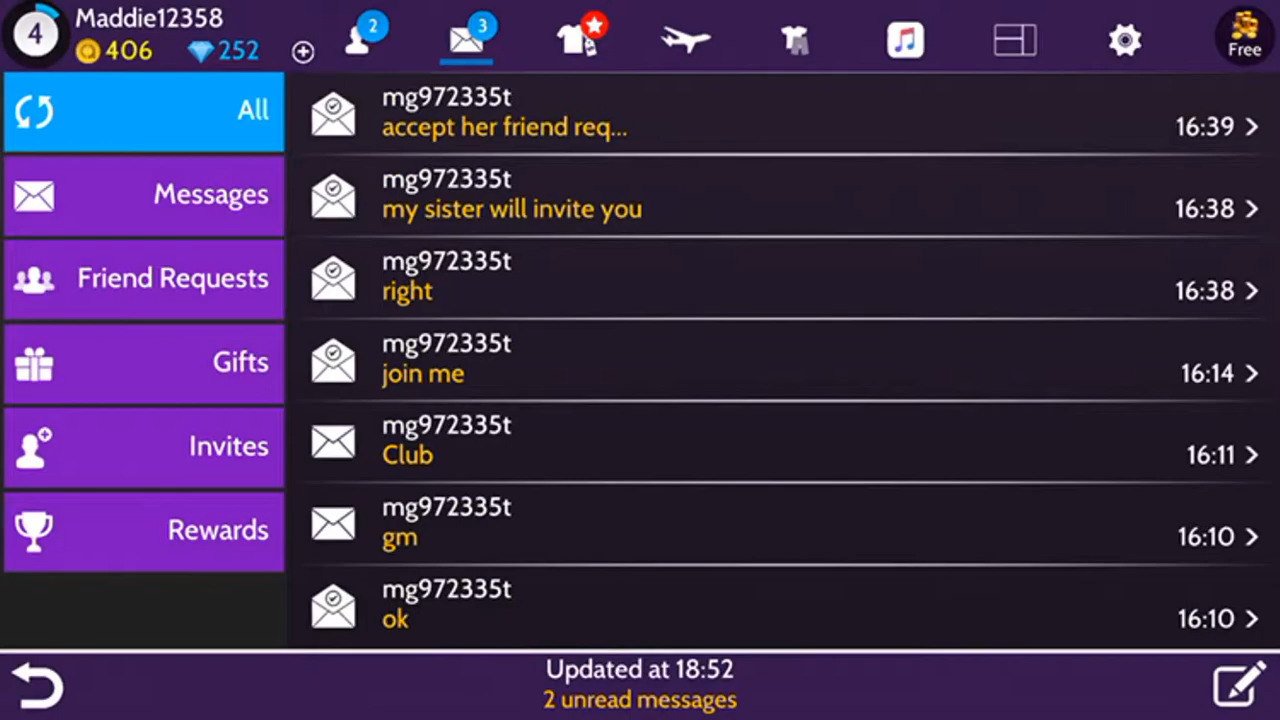 4
Maddie12358
406
252
2
3
Free
All
Messages
Friend Requests
Gifts
Invites
Rewards
mg972335t
accept her friend req...
16:39
mg972335t
my sister will invite you
16:38
mg972335t
right
16:38
mg972335t
join me
16:14
mg972335t
Club
16:11
mg972335t
gm
16:10
mg972335t
ok
16:10
Updated at 18:52
2 unread messages